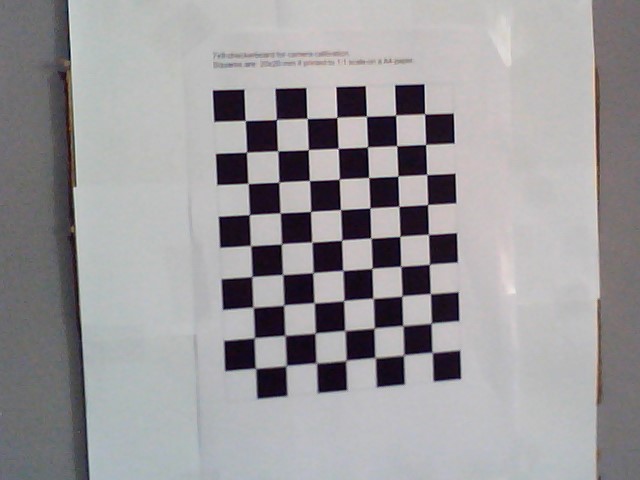 7x9 checkerboard for camera calibration.
Squares are 20x20 mm if printed to 1:1 scale on a A4 paper.